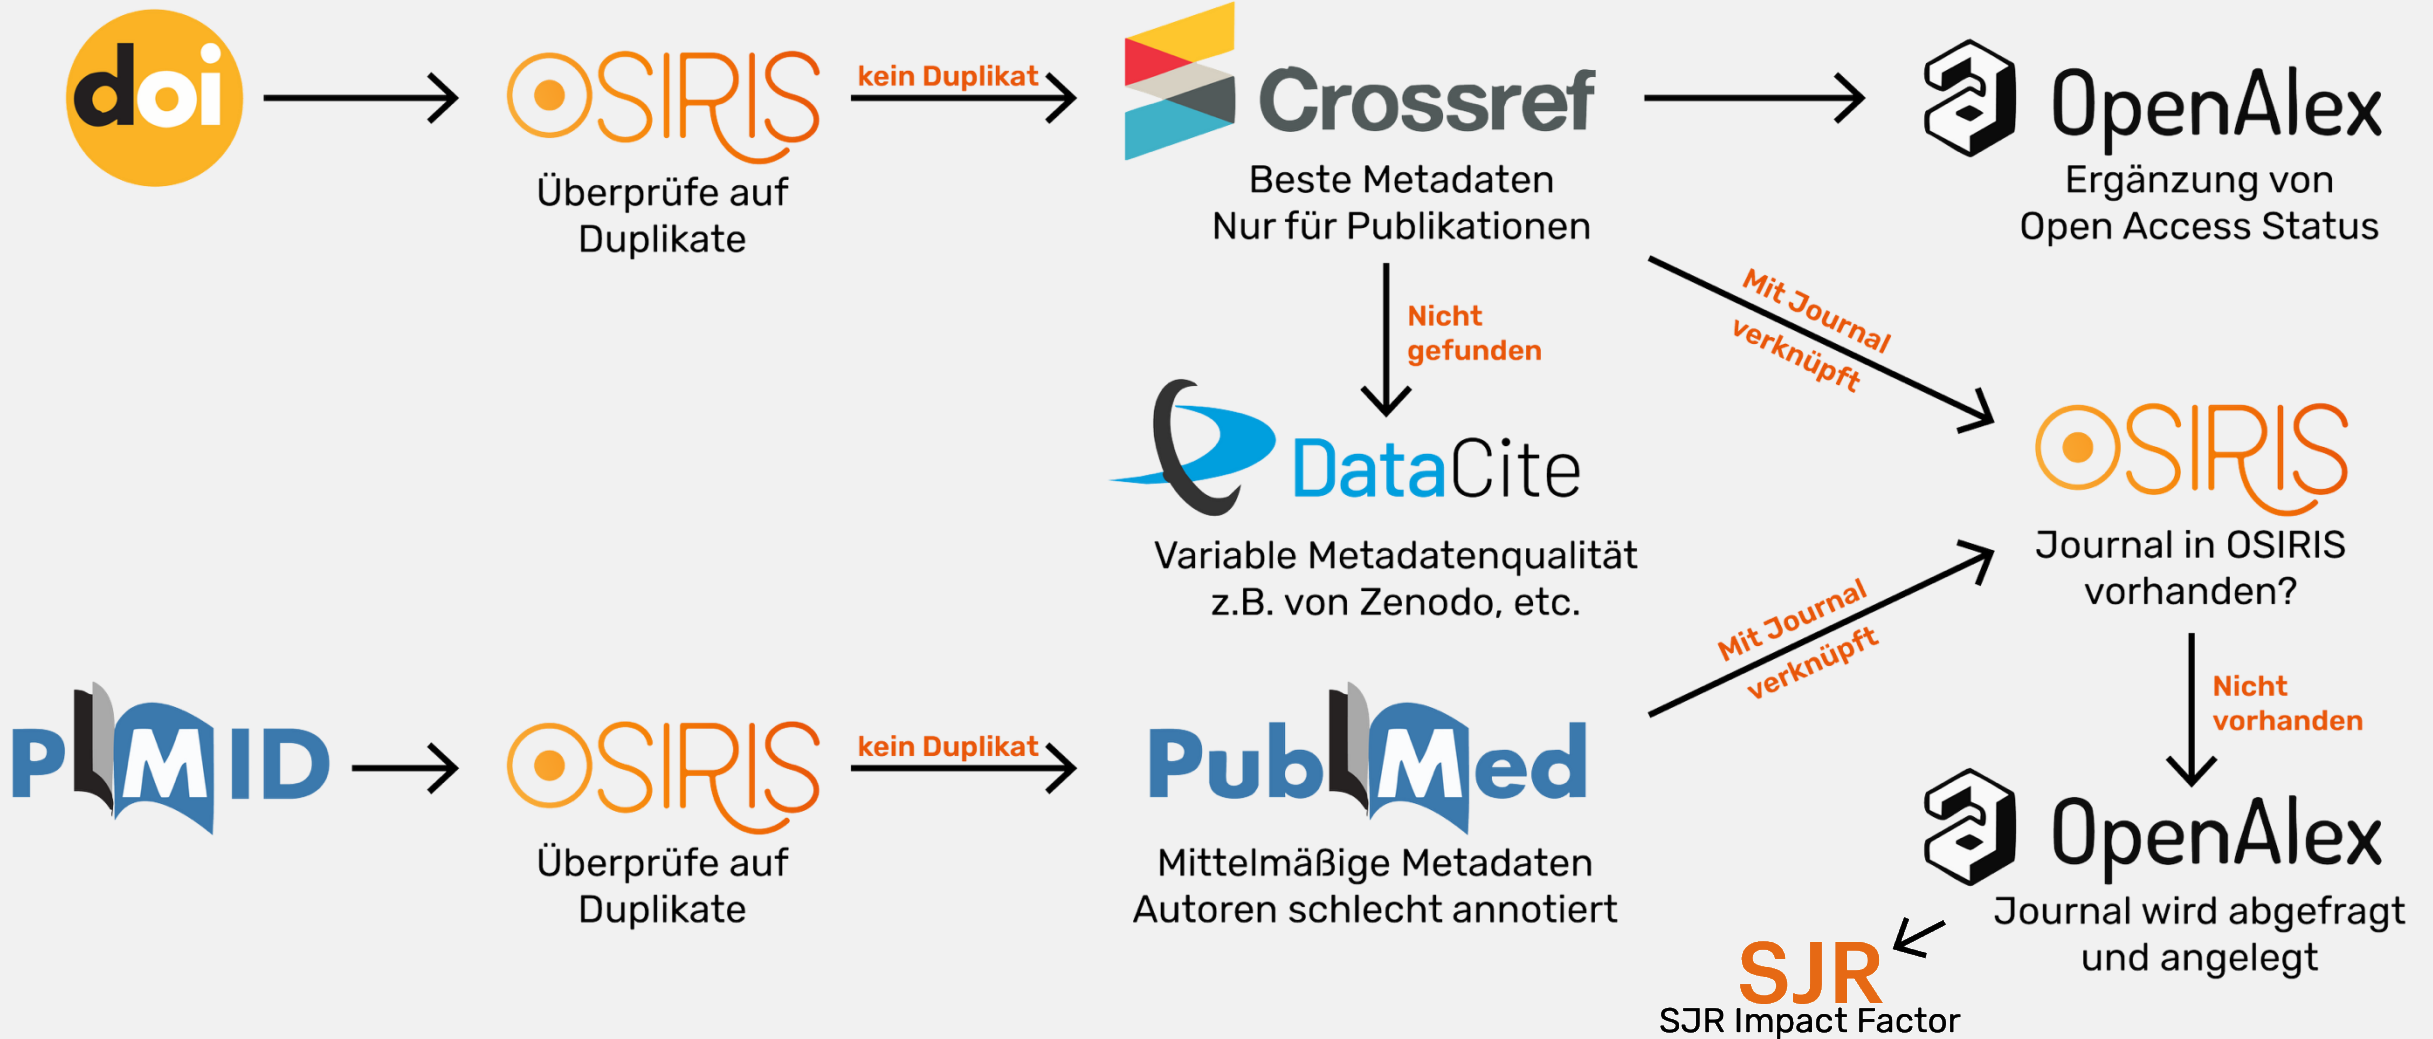 doi
OSIRIS
Überprüfe auf
Duplikate
kein Duplikat
Crossref
Beste Metadaten
Nur für Publikationen
OpenAlex
Ergänzung von
Open Access Status
Nicht
gefunden
Mit Journal
verknüpft
DataCite
Variable Metadatenqualität
z.B. von Zenodo, etc.
OSIRIS
Journal in OSIRIS
vorhanden?
PMID
OSIRIS
Überprüfe auf
Duplikate
kein Duplikat
PubMed
Mittelmäßige Metadaten
Autoren schlecht annotiert
Mit Journal
verknüpft
Nicht
vorhanden
OpenAlex
Journal wird abgefragt
und angelegt
SJR
SJR Impact Factor